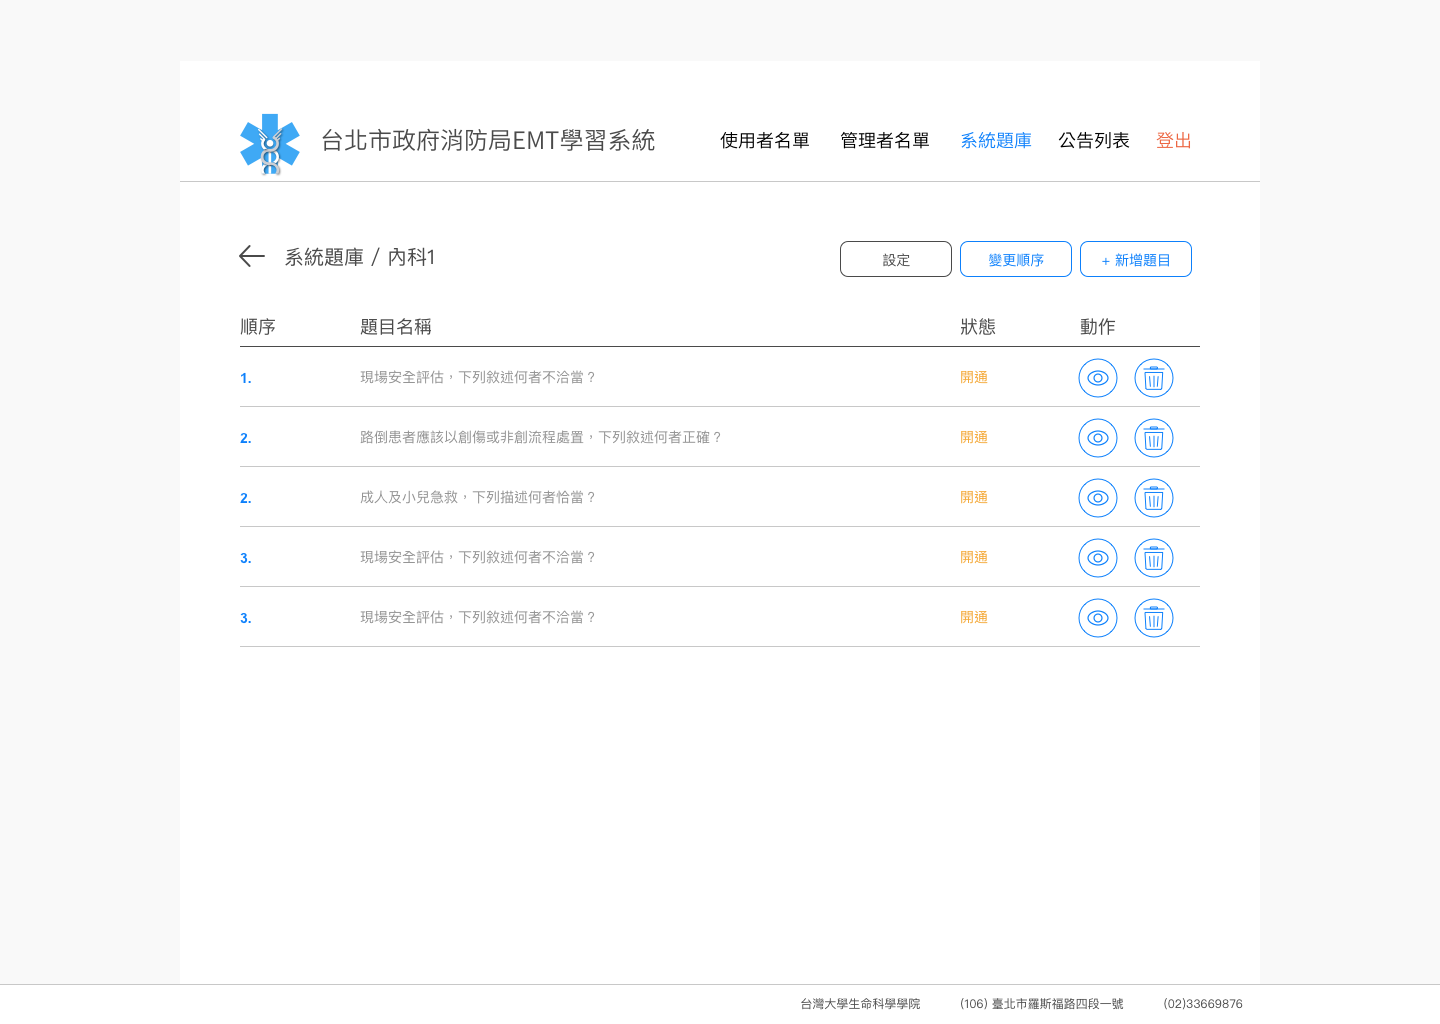 台北市政府消防局EMT學習系統
使用者名單 管理者名單 系統題庫 公告列表 登出
系統題庫 / 內科1
設定 變更順序 + 新增題目
順序 題目名稱 狀態 動作
1. 現場安全評估，下列敘述何者不洽當？ 開通
2. 路倒患者應該以創傷或非創流程處置，下列敘述何者正確？ 開通
2. 成人及小兒急救，下列描述何者恰當？ 開通
3. 現場安全評估，下列敘述何者不洽當？ 開通
3. 現場安全評估，下列敘述何者不洽當？ 開通
台灣大學生命科學學院 (106) 臺北市羅斯福路四段一號 (02)33669876